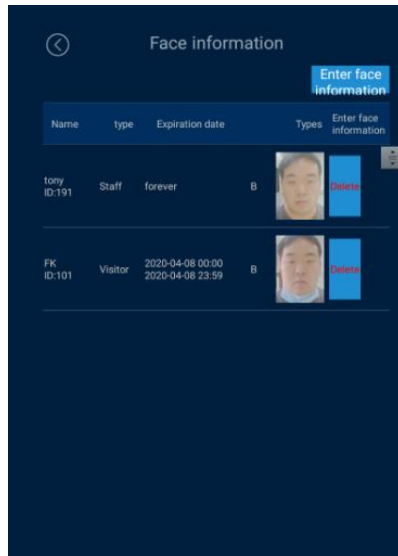 Face information
Enter face
information
Name type Expiration date Types Enter face
information
tony
ID:191 Staff forever B Delete
FK
ID:101 Visitor 2020-04-08 00:00
2020-04-08 23:59 B Delete